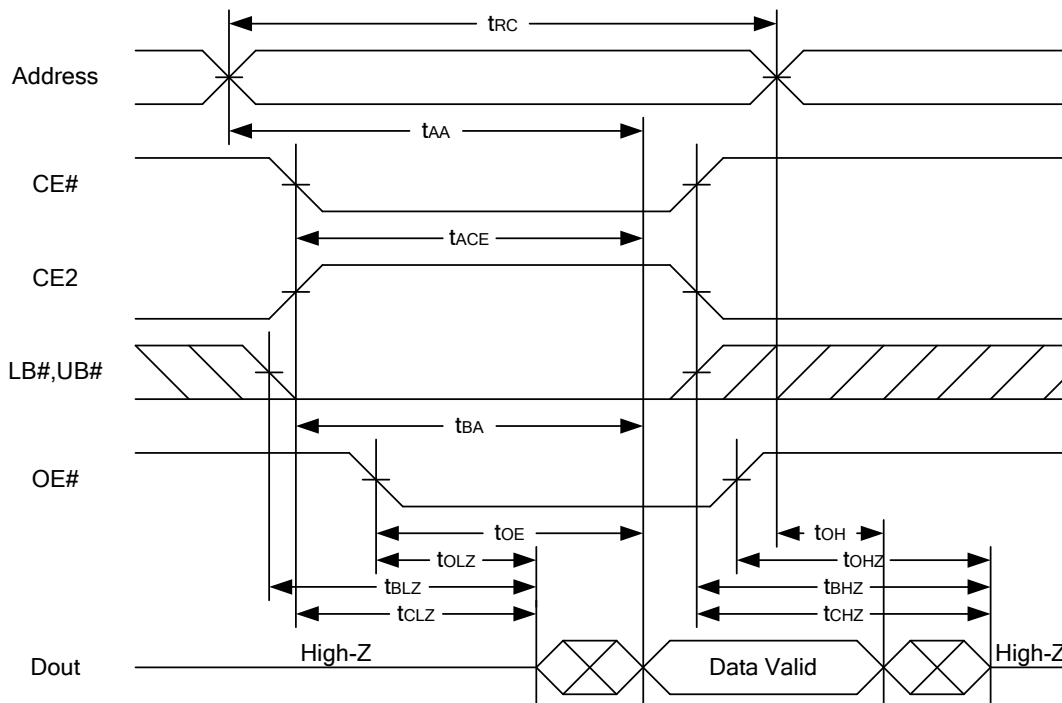 tRC
Address
tAA
CE#
tACE
CE2
LB#,UB#
tBA
OE#
tOE
tOH
tOLZ
tOHZ
tBLZ
tBHZ
tCLZ
tCHZ
Dout
High-Z
Data Valid
High-Z